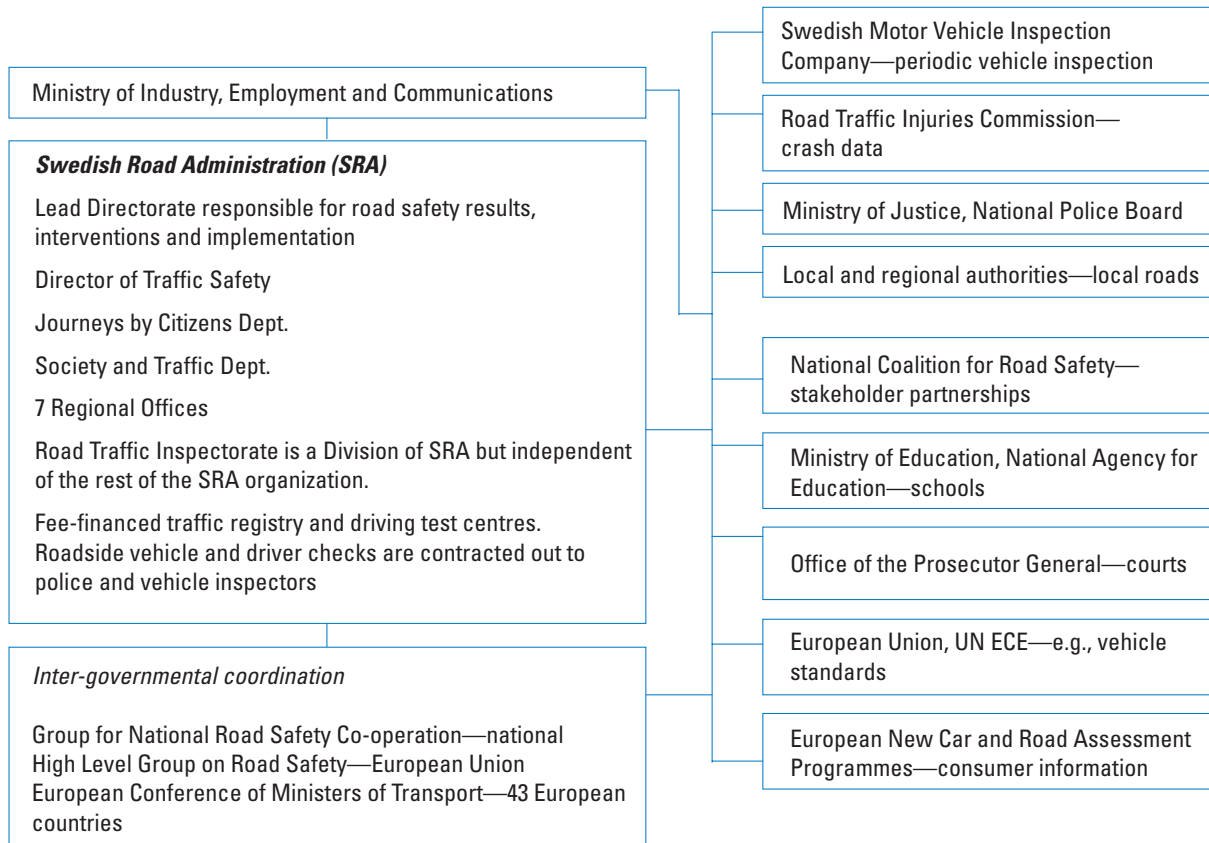 Ministry of Industry, Employment and Communications
Swedish Road Administration (SRA)
Lead Directorate responsible for road safety results,
interventions and implementation
Director of Traffic Safety
Journeys by Citizens Dept.
Society and Traffic Dept.
7 Regional Offices
Road Traffic Inspectorate is a Division of SRA but independent
of the rest of the SRA organization.
Fee-financed traffic registry and driving test centres.
Roadside vehicle and driver checks are contracted out to
police and vehicle inspectors
Inter-governmental coordination
Group for National Road Safety Co-operation—national
High Level Group on Road Safety—European Union
European Conference of Ministers of Transport—43 European
countries
Swedish Motor Vehicle Inspection
Company—periodic vehicle inspection
Road Traffic Injuries Commission—
crash data
Ministry of Justice, National Police Board
Local and regional authorities—local roads
National Coalition for Road Safety—
stakeholder partnerships
Ministry of Education, National Agency for
Education—schools
Office of the Prosecutor General—courts
European Union, UN ECE—e.g., vehicle
standards
European New Car and Road Assessment
Programmes—consumer information